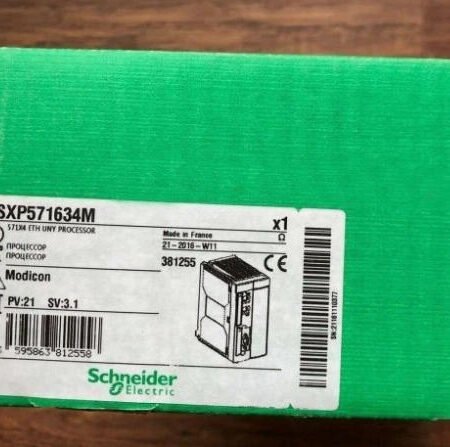 SXP571634M
x1
571X4 ETH UNY PROCESSOR
Made in France
Ω
21-2016-W11
ПРОЦЕССОР
ПРОЦЕССОР
381255
CE
Modicon
PV:21 SV:3.1
595863 812558
Schneider
Electric